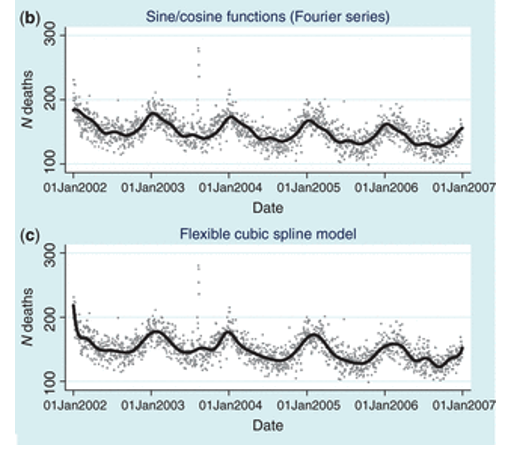 (b) Sine/cosine functions (Fourier series)
300
200
100
N deaths
01Jan2002 01Jan2003 01Jan2004 01Jan2005 01Jan2006 01Jan2007
Date
(c) Flexible cubic spline model
300
200
100
N deaths
01Jan2002 01Jan2003 01Jan2004 01Jan2005 01Jan2006 01Jan2007
Date